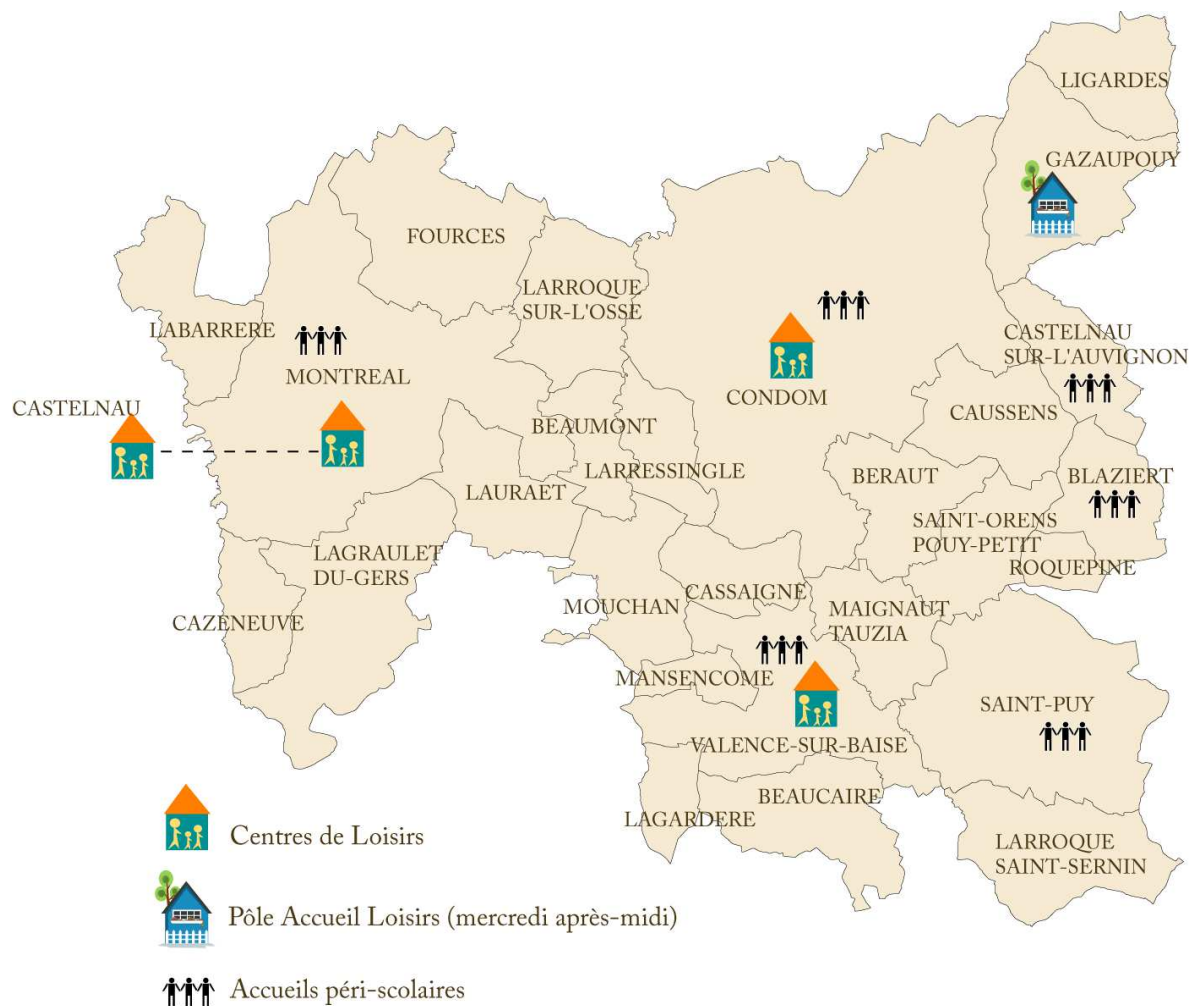 LIGARDES
GAZAUPOUY
FOURCES
LARROQUE
SUR-L'OSSE
LABARRERE
CASTELNAU
SUR-L'AUVIGNON
MONTREAL
CONDOM
CASTELNAU
CAUSSENS
BEAUMONT
LARRESSINGLE
BERAUT
BLAZIERT
LAURAET
SAINT-ORENS
POUY-PETIT
LAGRAULET
DU-GERS
ROQUEPINE
CASSAIGNE
MOUCHAN
MAIGNAUT
TAUZIA
CAZENEUVE
MANSENCOME
SAINT-PUY
VALENCE-SUR-BAISE
BEAUCAIRE
LAGARDERE
LARROQUE
SAINT-SERNIN
Centres de Loisirs
Pôle Accueil Loisirs (mercredi après-midi)
Accueils péri-scolaires